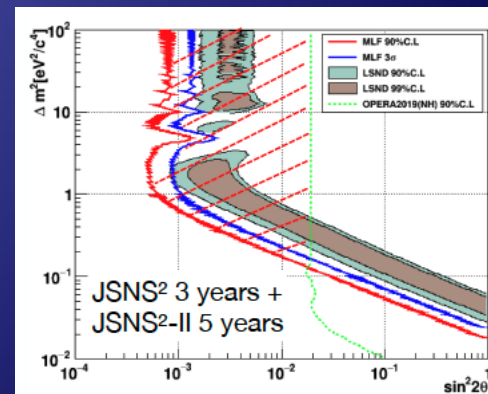 Δ m²[eV²/c⁴]
10²
10
1
10⁻¹
10⁻²
MLF 90%C.L
MLF 3σ
LSND 90%C.L
LSND 99%C.L
OPERA2019(NH) 90%C.L
JSNS² 3 years +
JSNS²-II 5 years
10⁻⁴ 10⁻³ 10⁻² 10⁻¹ 1
sin²2θ